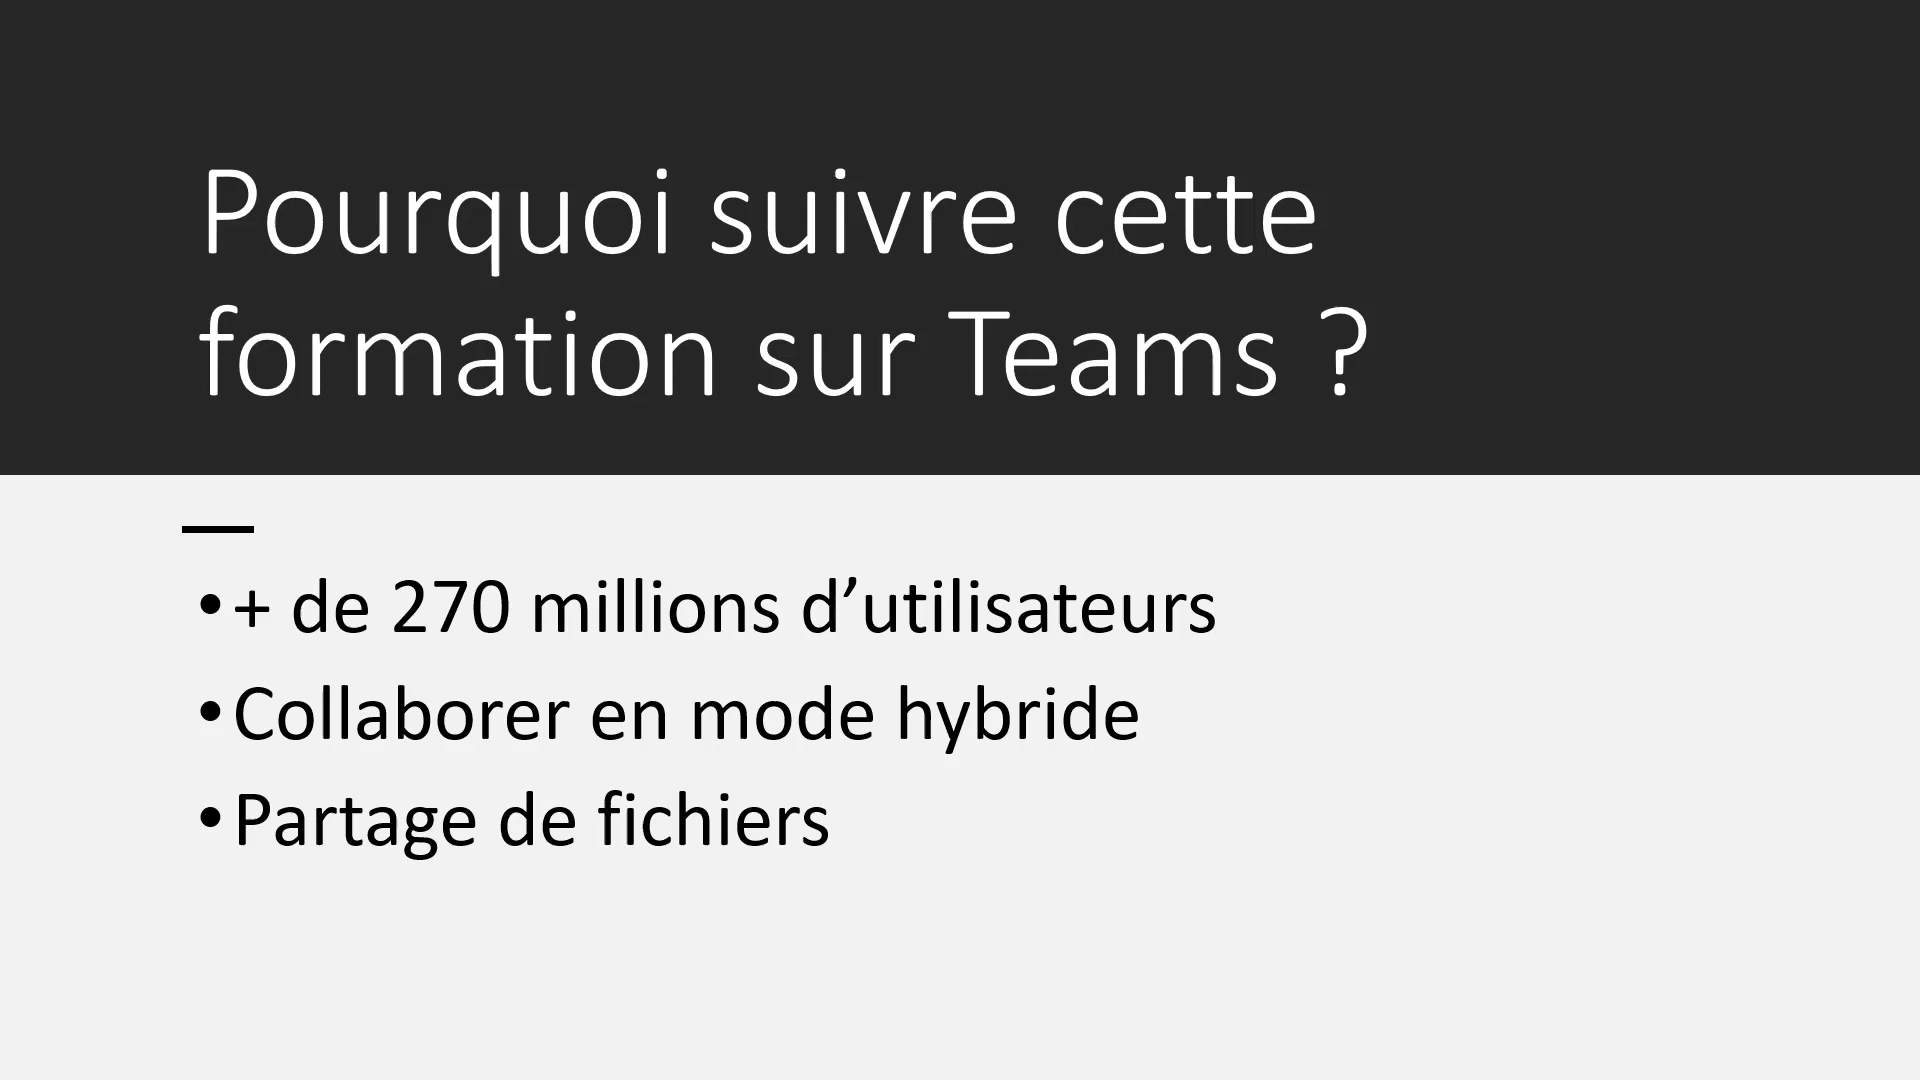 Pourquoi suivre cette
formation sur Teams ?
• + de 270 millions d’utilisateurs
• Collaborer en mode hybride
• Partage de fichiers